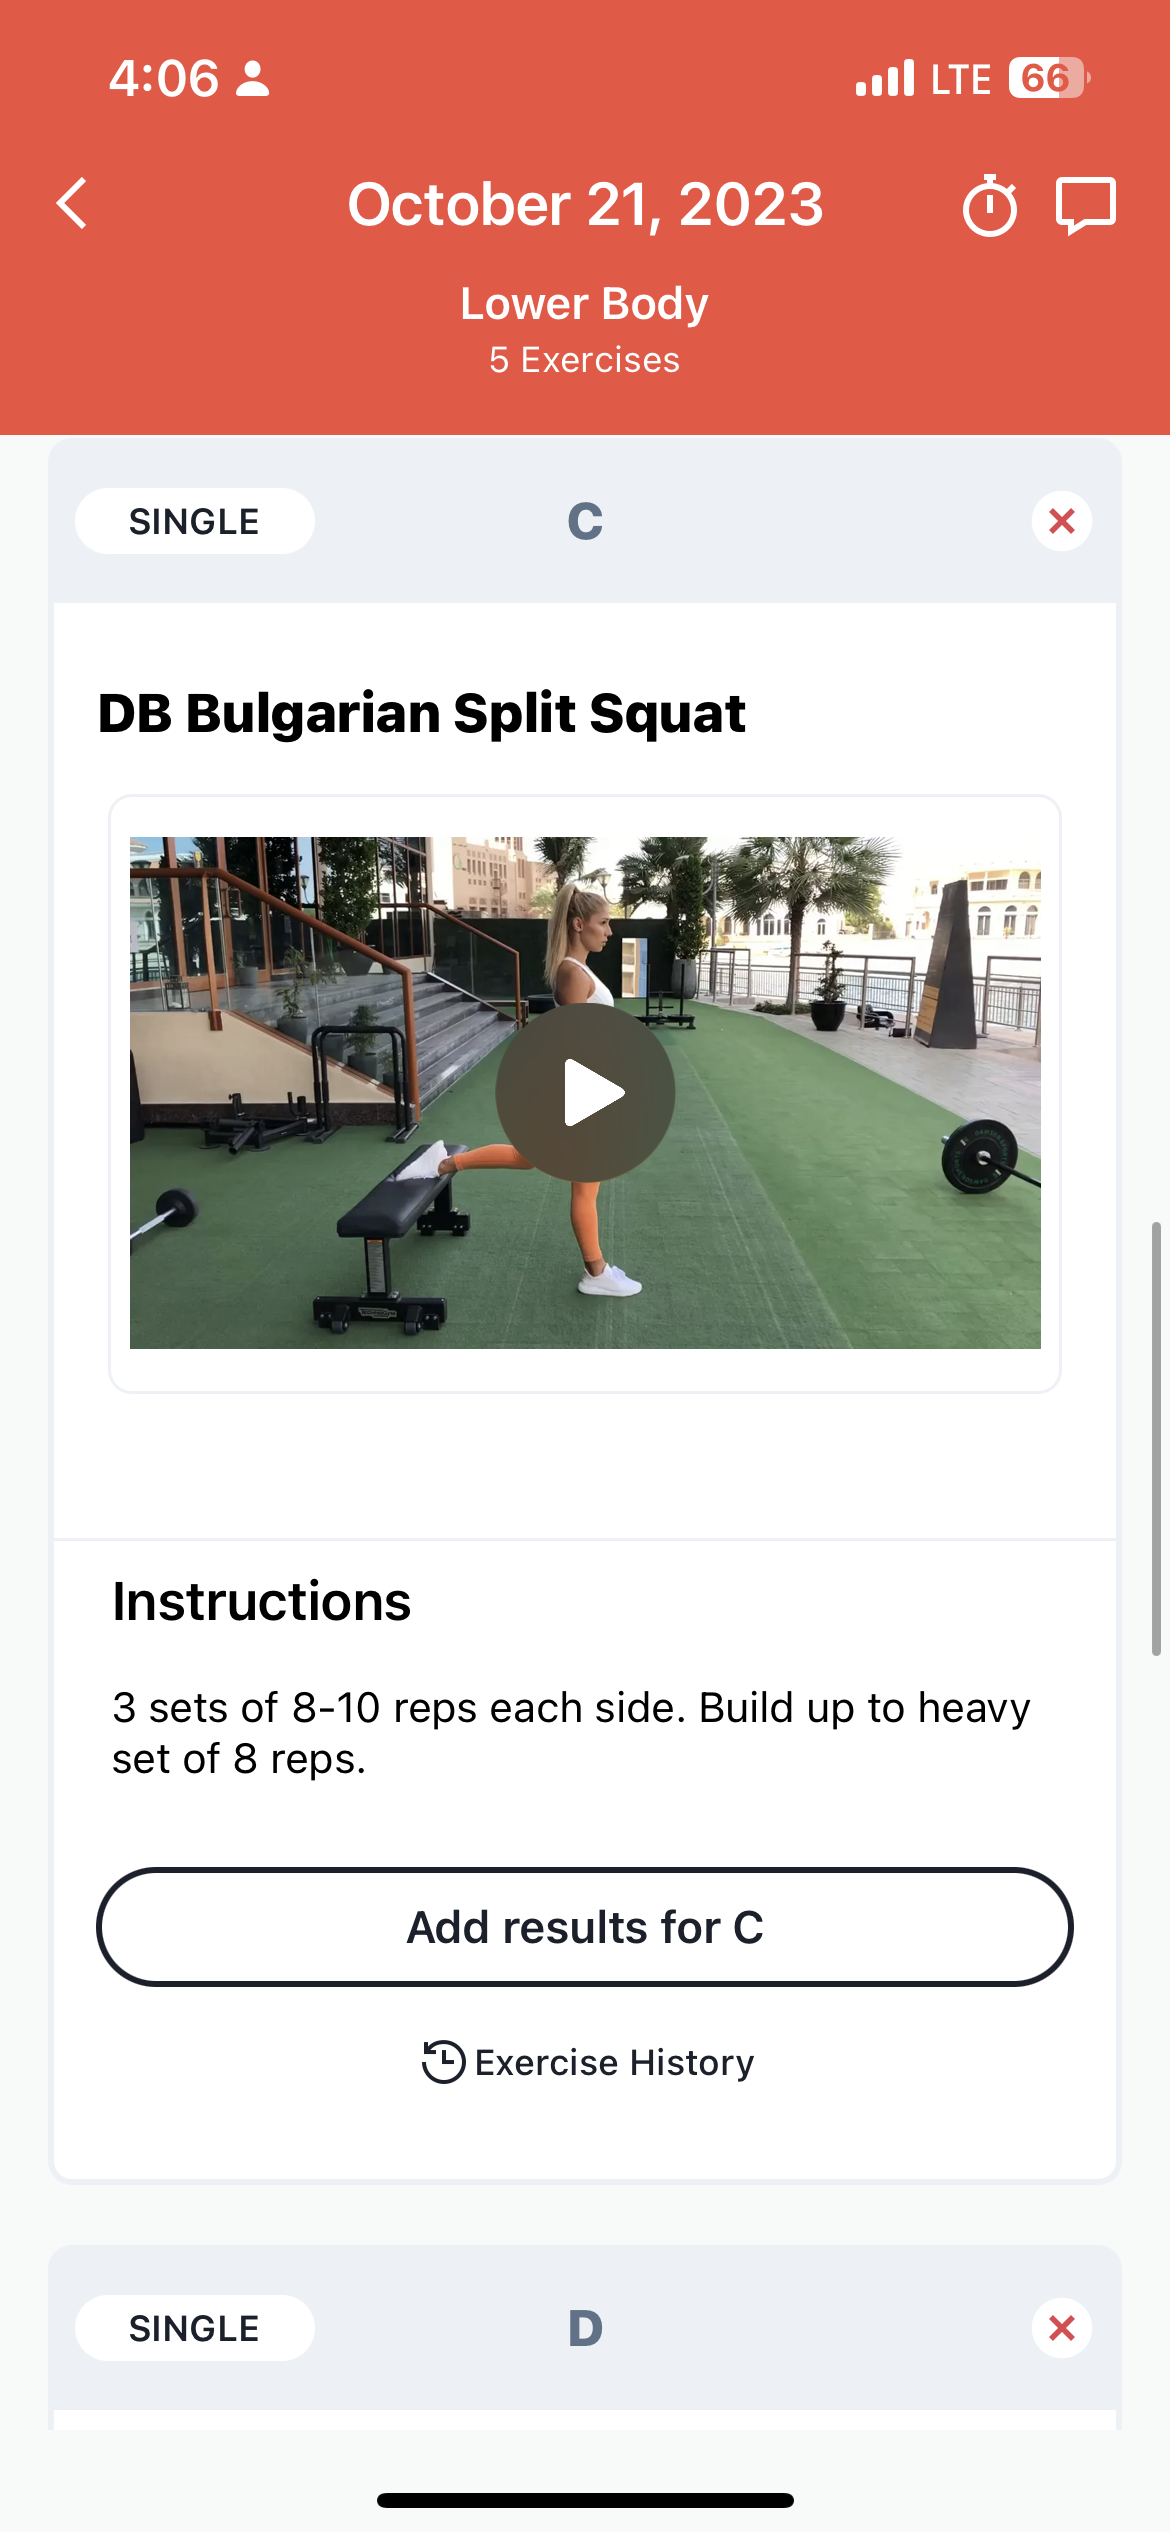 4:06
LTE 66
October 21, 2023
Lower Body
5 Exercises
SINGLE
C
DB Bulgarian Split Squat
Instructions
3 sets of 8-10 reps each side. Build up to heavy
set of 8 reps.
Add results for C
Exercise History
SINGLE
D